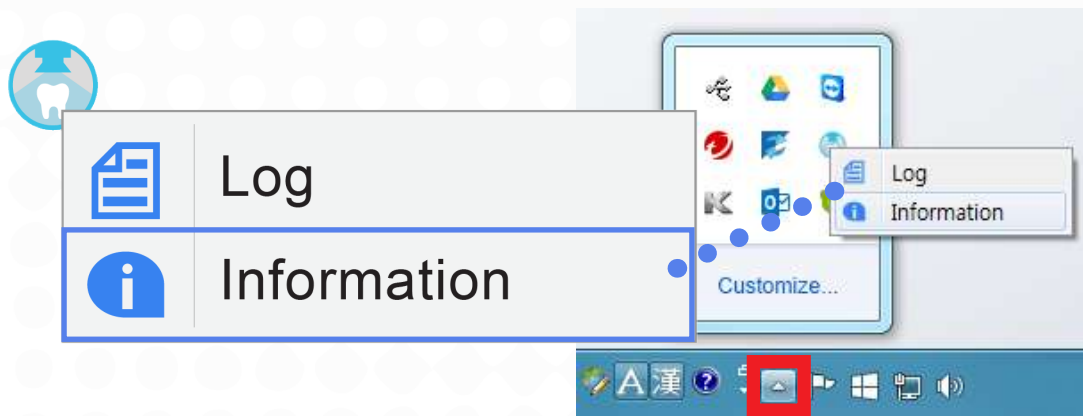 Log
Information
Log
Information
Customize...
A 漢 ?